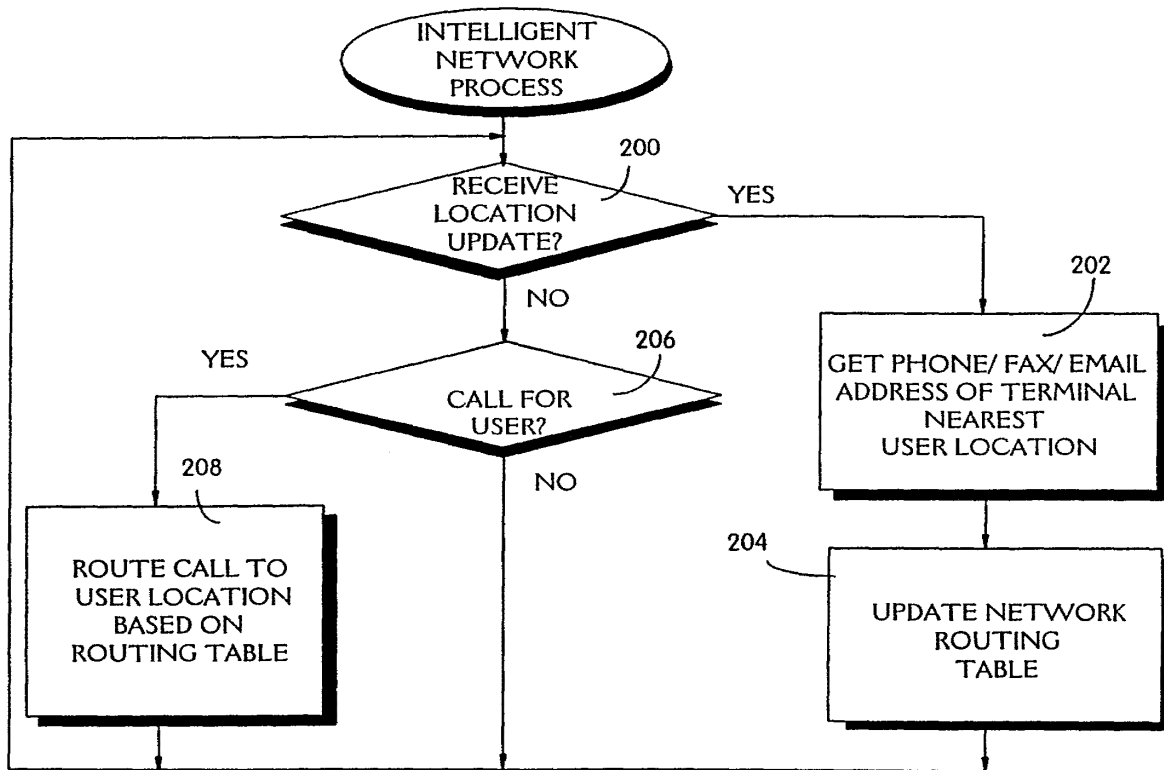 INTELLIGENT
NETWORK
PROCESS
200
RECEIVE
LOCATION
UPDATE?
YES
NO
202
GET PHONE/ FAX/ EMAIL
ADDRESS OF TERMINAL
NEAREST
USER LOCATION
YES
206
CALL FOR
USER?
NO
208
ROUTE CALL TO
USER LOCATION
BASED ON
ROUTING TABLE
204
UPDATE NETWORK
ROUTING
TABLE